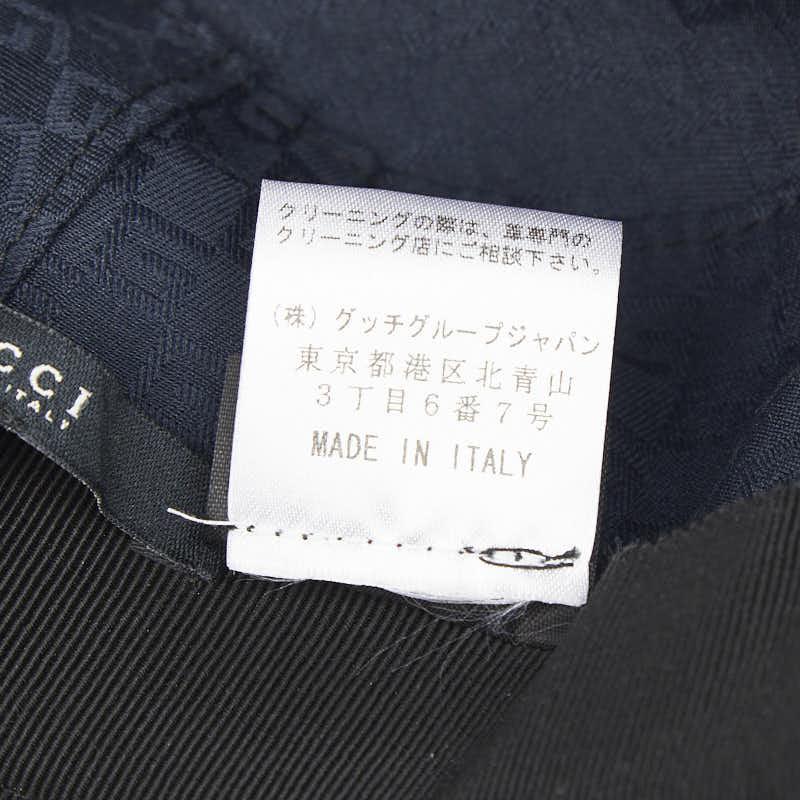 クリーニングの際は、革専門の
クリーニング店にご相談下さい。
(株) グッチグループジャパン
東京都港区北青山
3丁目6番7号
MADE IN ITALY
CCI
ITALY